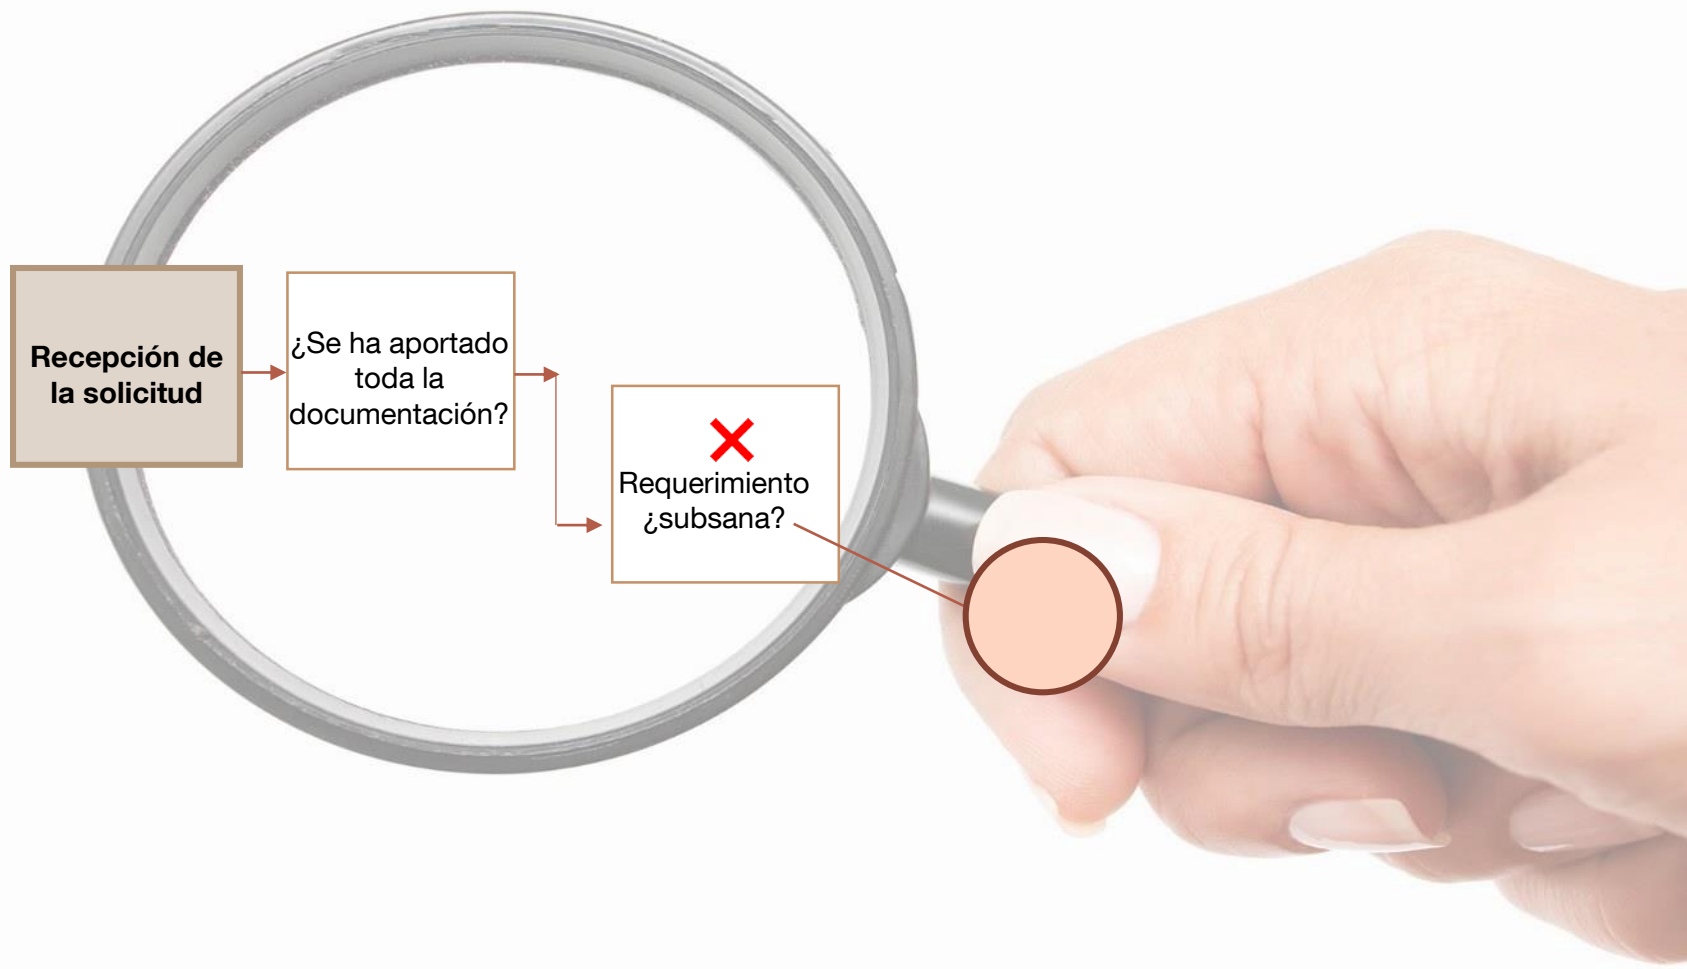 Recepción de
la solicitud
¿Se ha aportado
toda la
documentación?
Requerimiento
¿subsana?